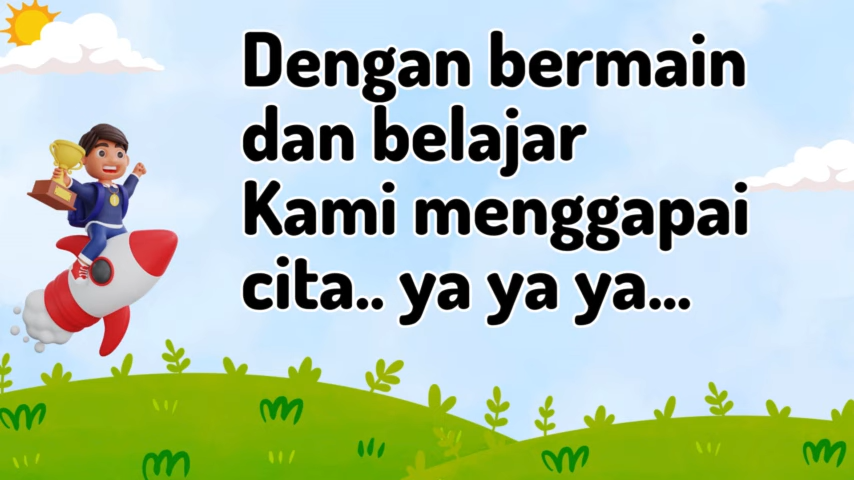 Dengan bermain
dan belajar
Kami menggapai
cita.. ya ya ya...